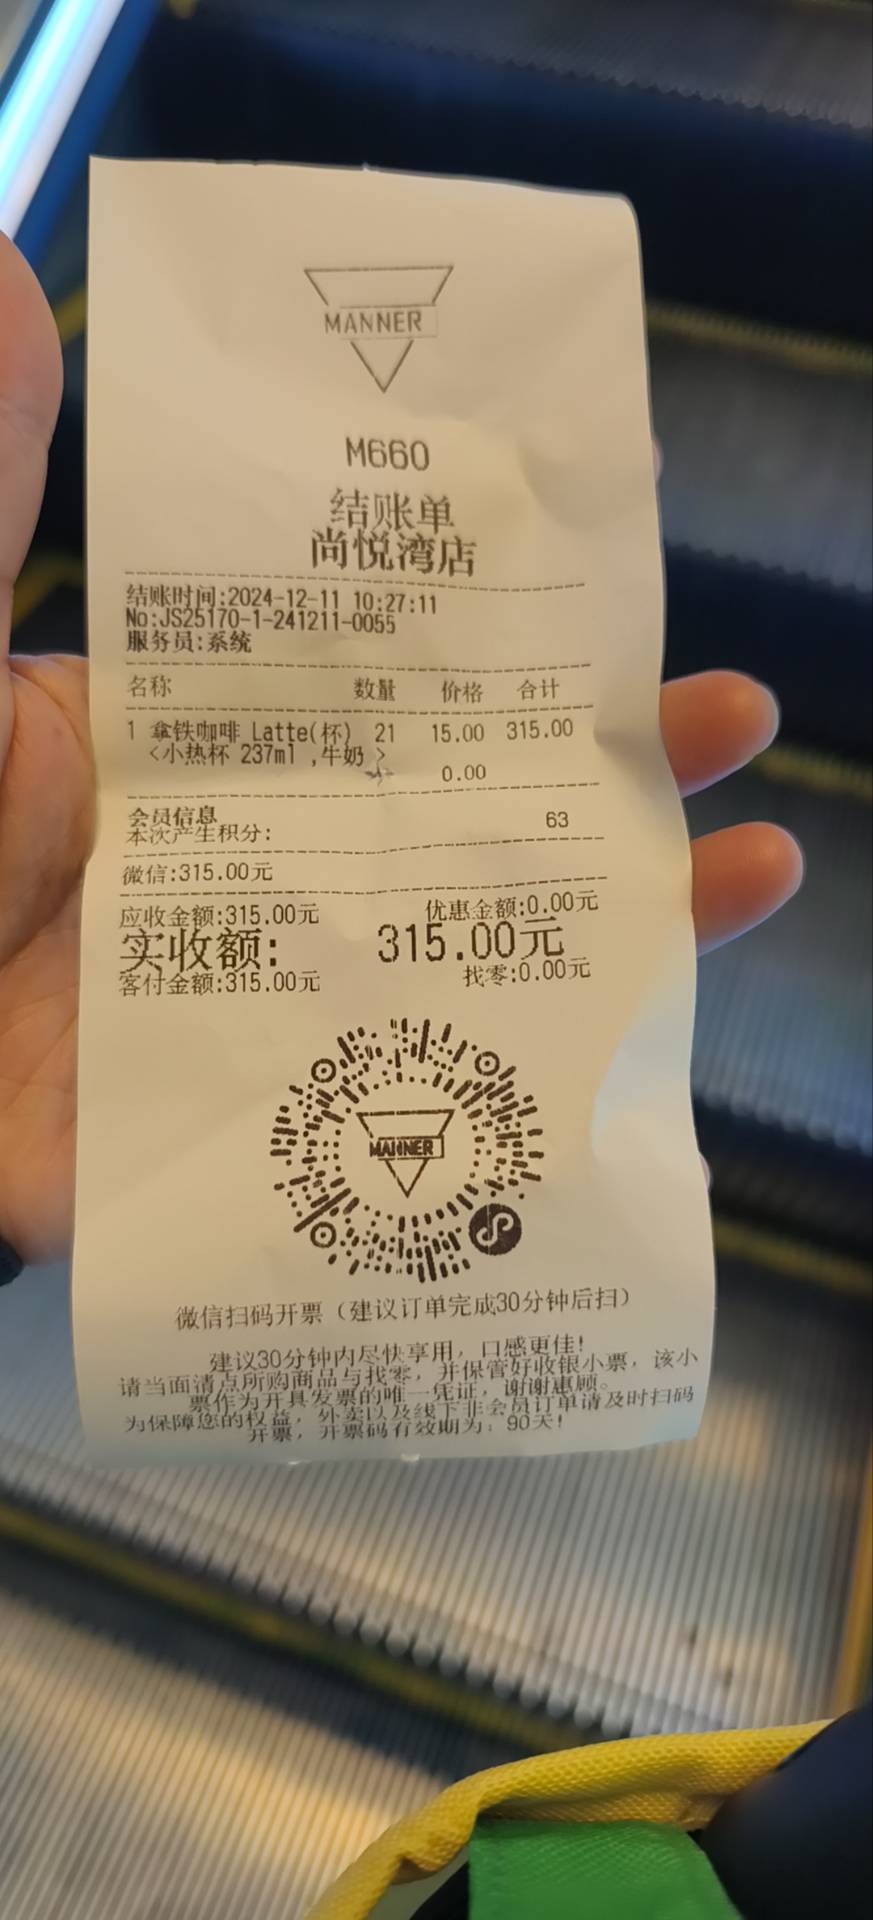 MANNER
M660
结账单
尚悦湾店
结账时间:2024-12-11 10:27:11
No:JS25170-1-241211-0055
服务员:系统
名称 数量 价格 合计
1 拿铁咖啡 Latte(杯) 21 15.00 315.00
<小热杯 237ml ,牛奶 >
0.00
会员信息
本次产生积分: 63
微信:315.00元
应收金额:315.00元 优惠金额:0.00元
实收额: 315.00元
客付金额:315.00元 找零:0.00元
MANNER
微信扫码开票（建议订单完成30分钟后扫）
建议30分钟内尽快享用，口感更佳!
请当面清点所购商品与找零，并保管好收银小票，该小
票作为开具发票的唯一凭证，谢谢惠顾。
为保障您的权益，外卖以及线下非会员订单请及时扫码
开票，开票码有效期为：90天!